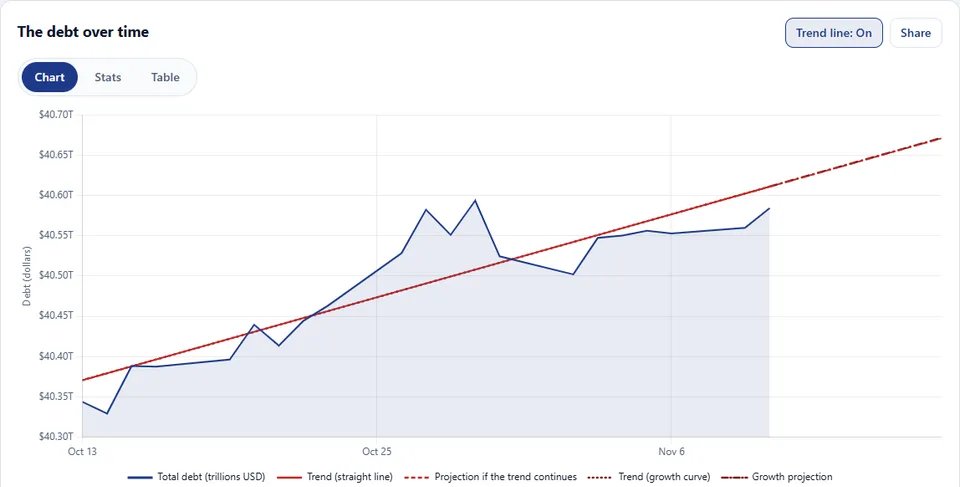 The debt over time
Trend line: On
Share
Chart
Stats
Table
$40.70T
$40.65T
$40.60T
$40.55T
$40.50T
$40.45T
$40.40T
$40.35T
$40.30T
Debt (dollars)
Oct 13
Oct 25
Nov 6
Total debt (trillions USD)
Trend (straight line)
Projection if the trend continues
Trend (growth curve)
Growth projection